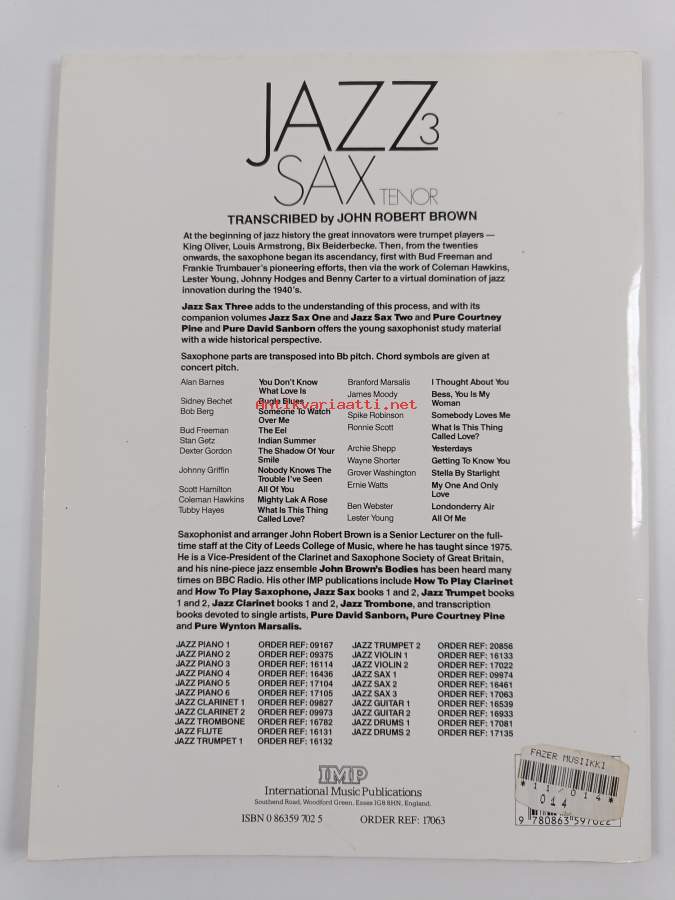 JAZZ 3
SAX TENOR
TRANSCRIBED by JOHN ROBERT BROWN
At the beginning of jazz history the great innovators were trumpet players —
King Oliver, Louis Armstrong, Bix Beiderbecke. Then, from the twenties
onwards, the saxophone began its ascendancy, first with Bud Freeman and
Frankie Trumbauer's pioneering efforts, then via the work of Coleman Hawkins,
Lester Young, Johnny Hodges and Benny Carter to a virtual domination of jazz
innovation during the 1940's.
Jazz Sax Three adds to the understanding of this process, and with its
companion volumes Jazz Sax One and Jazz Sax Two and Pure Courtney
Pine and Pure David Sanborn offers the young saxophonist study material
with a wide historical perspective.
Saxophone parts are transposed into Bb pitch. Chord symbols are given at
concert pitch.
Alan Barnes You Don't Know
What Love Is
Sidney Bechet Bugle Blues
Bob Berg Someone To Watch
Over Me
Bud Freeman The Eel
Stan Getz Indian Summer
Dexter Gordon The Shadow Of Your
Smile
Johnny Griffin Nobody Knows The
Trouble I've Seen
Scott Hamilton All Of You
Coleman Hawkins Mighty Lak A Rose
Tubby Hayes What Is This Thing
Called Love?
Branford Marsalis I Thought About You
James Moody Bess, You Is My
Woman
Spike Robinson Somebody Loves Me
Ronnie Scott What Is This Thing
Called Love?
Archie Shepp Yesterdays
Wayne Shorter Getting To Know You
Grover Washington Stella By Starlight
Ernie Watts My One And Only
Love
Ben Webster Londonderry Air
Lester Young All Of Me
antikvariaatti.net
Saxophonist and arranger John Robert Brown is a Senior Lecturer on the full-
time staff at the City of Leeds College of Music, where he has taught since 1975.
He is a Vice-President of the Clarinet and Saxophone Society of Great Britain,
and his nine-piece jazz ensemble John Brown's Bodies has been heard many
times on BBC Radio. His other IMP publications include How To Play Clarinet
and How To Play Saxophone, Jazz Sax books 1 and 2, Jazz Trumpet books
1 and 2, Jazz Clarinet books 1 and 2, Jazz Trombone, and transcription
books devoted to single artists, Pure David Sanborn, Pure Courtney Pine
and Pure Wynton Marsalis.
JAZZ PIANO 1 ORDER REF: 09167
JAZZ PIANO 2 ORDER REF: 09375
JAZZ PIANO 3 ORDER REF: 16114
JAZZ PIANO 4 ORDER REF: 16436
JAZZ PIANO 5 ORDER REF: 17104
JAZZ PIANO 6 ORDER REF: 17105
JAZZ CLARINET 1 ORDER REF: 09827
JAZZ CLARINET 2 ORDER REF: 09973
JAZZ TROMBONE ORDER REF: 16782
JAZZ FLUTE ORDER REF: 16131
JAZZ TRUMPET 1 ORDER REF: 16132
JAZZ TRUMPET 2 ORDER REF: 20856
JAZZ VIOLIN 1 ORDER REF: 16133
JAZZ VIOLIN 2 ORDER REF: 17022
JAZZ SAX 1 ORDER REF: 09974
JAZZ SAX 2 ORDER REF: 16461
JAZZ SAX 3 ORDER REF: 17063
JAZZ GUITAR 1 ORDER REF: 16539
JAZZ GUITAR 2 ORDER REF: 16933
JAZZ DRUMS 1 ORDER REF: 17081
JAZZ DRUMS 2 ORDER REF: 17135
IMP
International Music Publications
Southend Road, Woodford Green, Essex IG8 8HN, England.
ISBN 0 86359 702 5 ORDER REF: 17063
FAZER MUSIIKKI
*11/014*
014
9 780863 597022